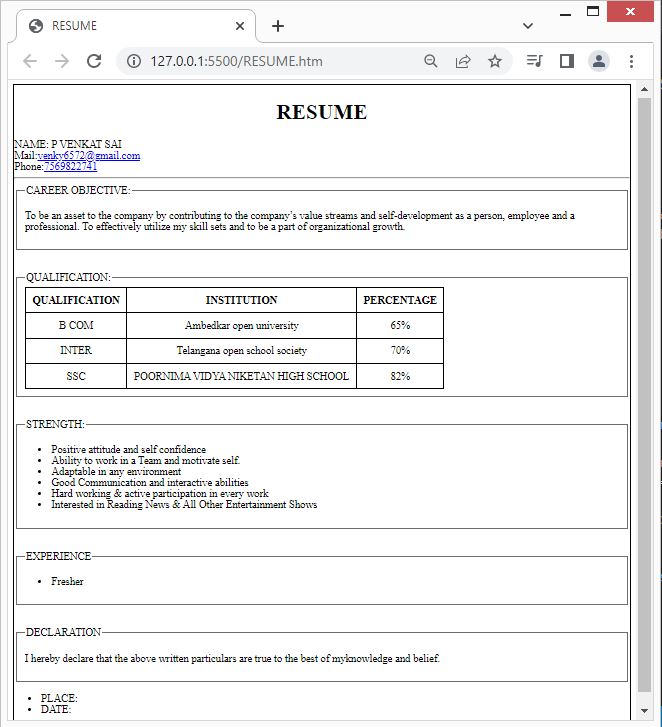 RESUME
127.0.0.1:5500/RESUME.htm
RESUME
NAME: P VENKAT SAI
Mail:venky6572@gmail.com
Phone:7569822741
CAREER OBJECTIVE:
To be an asset to the company by contributing to the company's value streams and self-development as a person, employee and a
professional. To effectively utilize my skill sets and to be a part of organizational growth.
QUALIFICATION:
QUALIFICATION INSTITUTION PERCENTAGE
B COM Ambedkar open university 65%
INTER Telangana open school society 70%
SSC POORNIMA VIDYA NIKETAN HIGH SCHOOL 82%
STRENGTH:
• Positive attitude and self confidence
• Ability to work in a Team and motivate self.
• Adaptable in any environment
• Good Communication and interactive abilities
• Hard working & active participation in every work
• Interested in Reading News & All Other Entertainment Shows
EXPERIENCE
• Fresher
DECLARATION
I hereby declare that the above written particulars are true to the best of myknowledge and belief.
• PLACE:
• DATE: